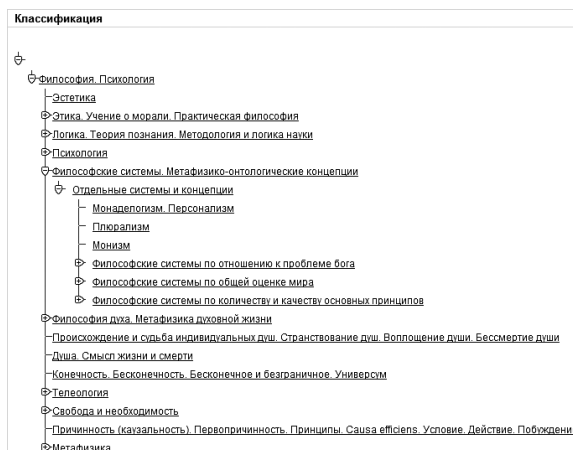 Классификация
Философия. Психология
Эстетика
Этика. Учение о морали. Практическая философия
Логика. Теория познания. Методология и логика науки
Психология
Философские системы. Метафизико-онтологические концепции
Отдельные системы и концепции
Монаделогизм. Персонализм
Плюрализм
Монизм
Философские системы по отношению к проблеме бога
Философские системы по общей оценке мира
Философские системы по количеству и качеству основных принципов
Философия духа. Метафизика духовной жизни
Происхождение и судьба индивидуальных душ. Странствование душ. Воплощение души. Бессмертие души
Душа. Смысл жизни и смерти
Конечность. Бесконечность. Бесконечное и безграничное. Универсум
Телеология
Свобода и необходимость
Причинность (каузальность). Первопричинность. Принципы. Causa efficiens. Условие. Действие. Побуждени
Метафизика